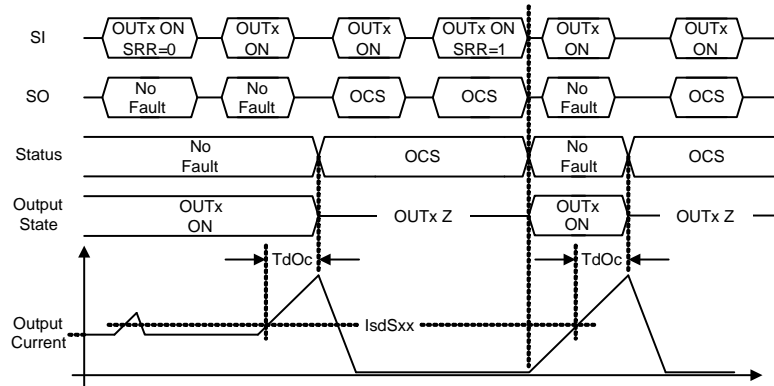 SI
OUTx ON
SRR=0
OUTx
ON
OUTx
ON
OUTx ON
SRR=1
OUTx
ON
OUTx
ON
SO
No
Fault
No
Fault
OCS
OCS
No
Fault
OCS
Status
No
Fault
OCS
No
Fault
OCS
Output
State
OUTx
ON
OUTx Z
OUTx
ON
OUTx Z
TdOc
TdOc
Output
Current
IsdSxx